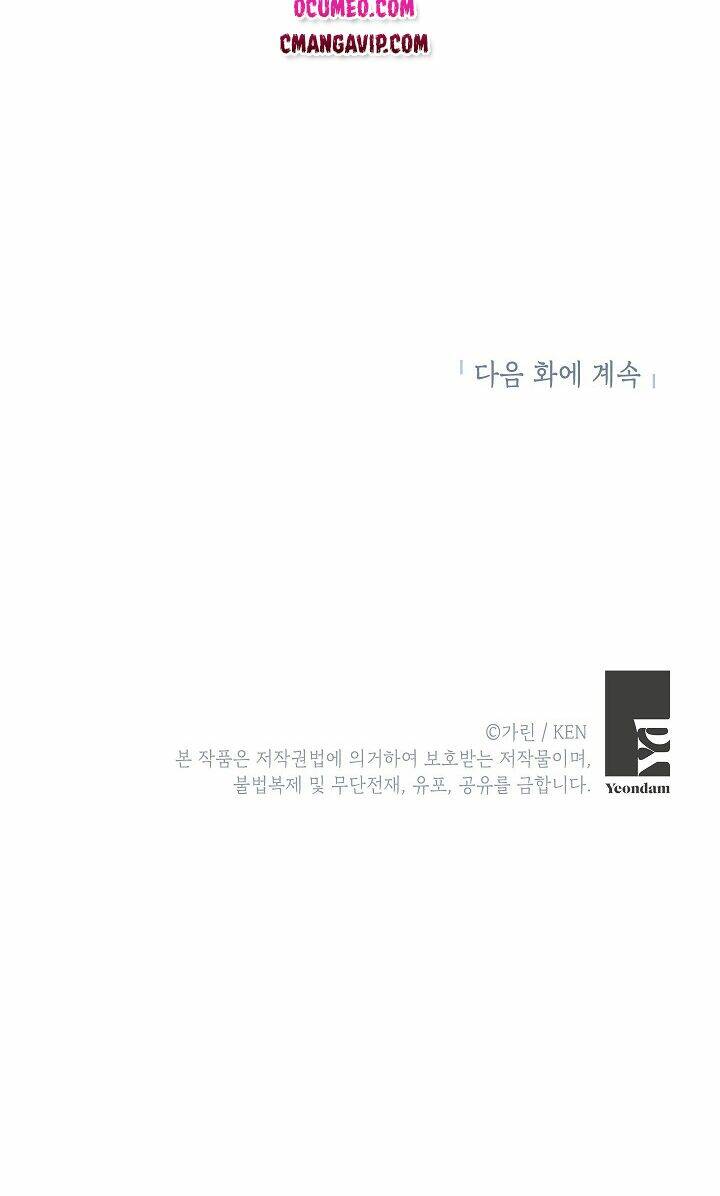 OCUMEO.COM
CMANGAVIP.COM
다음 화에 계속
©가린 / KEN
본 작품은 저작권법에 의거하여 보호받는 저작물이며,
불법복제 및 무단전재, 유포, 공유를 금합니다.
Ya
Yeondam